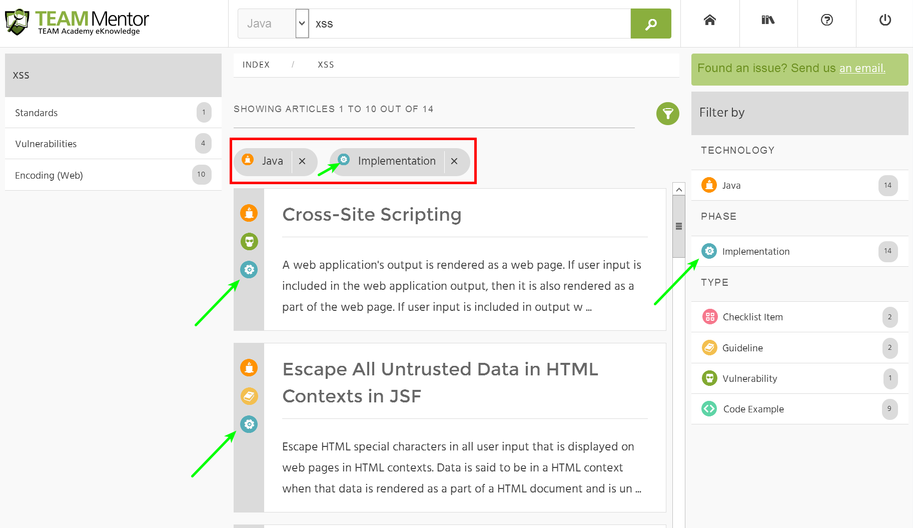 TEAM Mentor
TEAM Academy eKnowledge
Java
xss
xss
Standards 1
Vulnerabilities 4
Encoding (Web) 10
INDEX / XSS
SHOWING ARTICLES 1 TO 10 OUT OF 14
Java ✕ Implementation ✕
Cross-Site Scripting
A web application's output is rendered as a web page. If user input is
included in the web application output, then it is also rendered as a
part of the web page. If user input is included in output w ...
Escape All Untrusted Data in HTML
Contexts in JSF
Escape HTML special characters in all user input that is displayed on
web pages in HTML contexts. Data is said to be in a HTML context
when that data is rendered as a part of a HTML document and is un ...
Found an issue? Send us an email.
Filter by
TECHNOLOGY
Java 14
PHASE
Implementation 14
TYPE
Checklist Item 2
Guideline 2
Vulnerability 1
Code Example 9